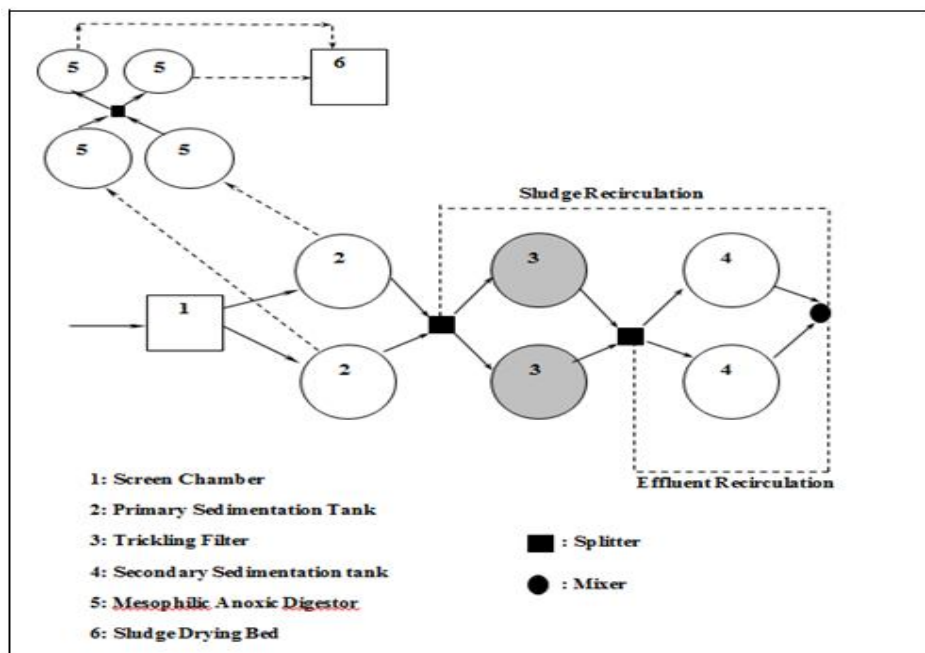 5 5 6
5 5
Sludge Recirculation
2 3 4
1
2 3 4
Effluent Recirculation
1: Screen Chamber
2: Primary Sedimentation Tank
3: Trickling Filter
4: Secondary Sedimentation tank
5: Mesophilic Anoxic Digestor
6: Sludge Drying Bed
: Splitter
: Mixer